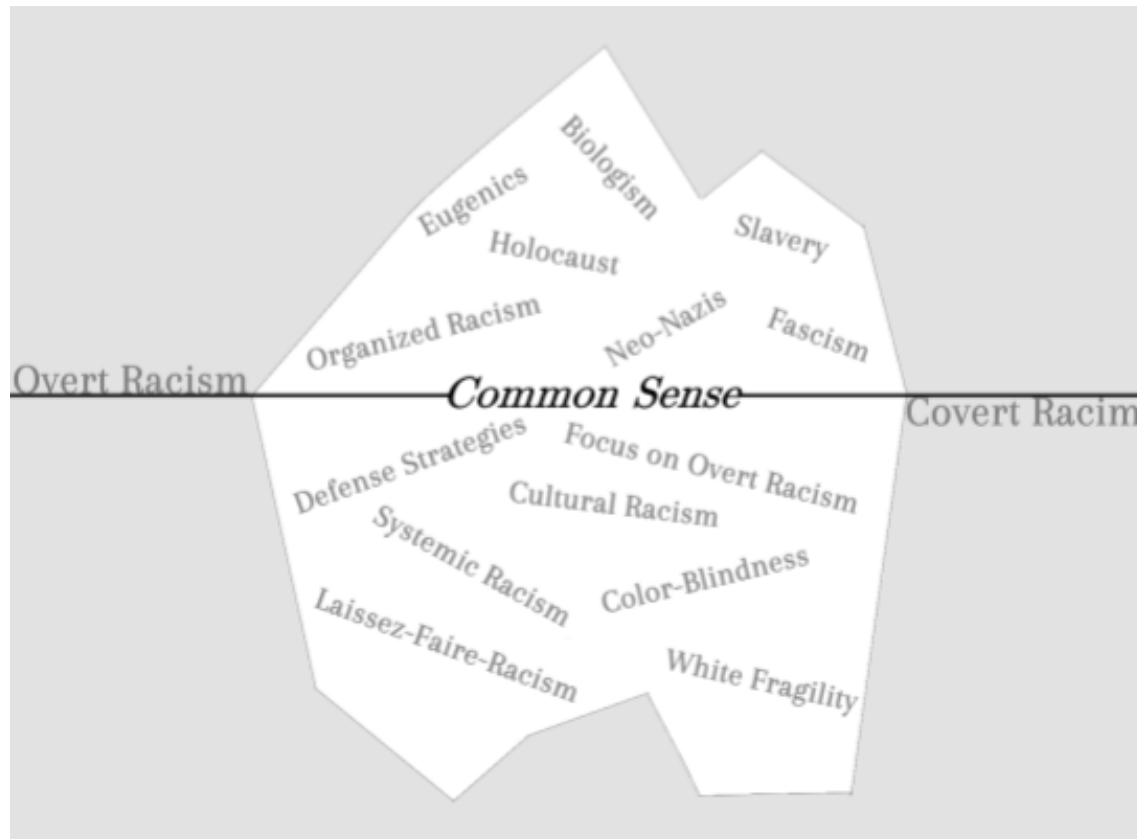 Biologism
Eugenics
Slavery
Holocaust
Organized Racism
Neo-Nazis
Fascism
Overt Racism
Common Sense
Covert Racim
Defense Strategies
Focus on Overt Racism
Cultural Racism
Systemic Racism
Color-Blindness
Laissez-Faire-Racism
White Fragility